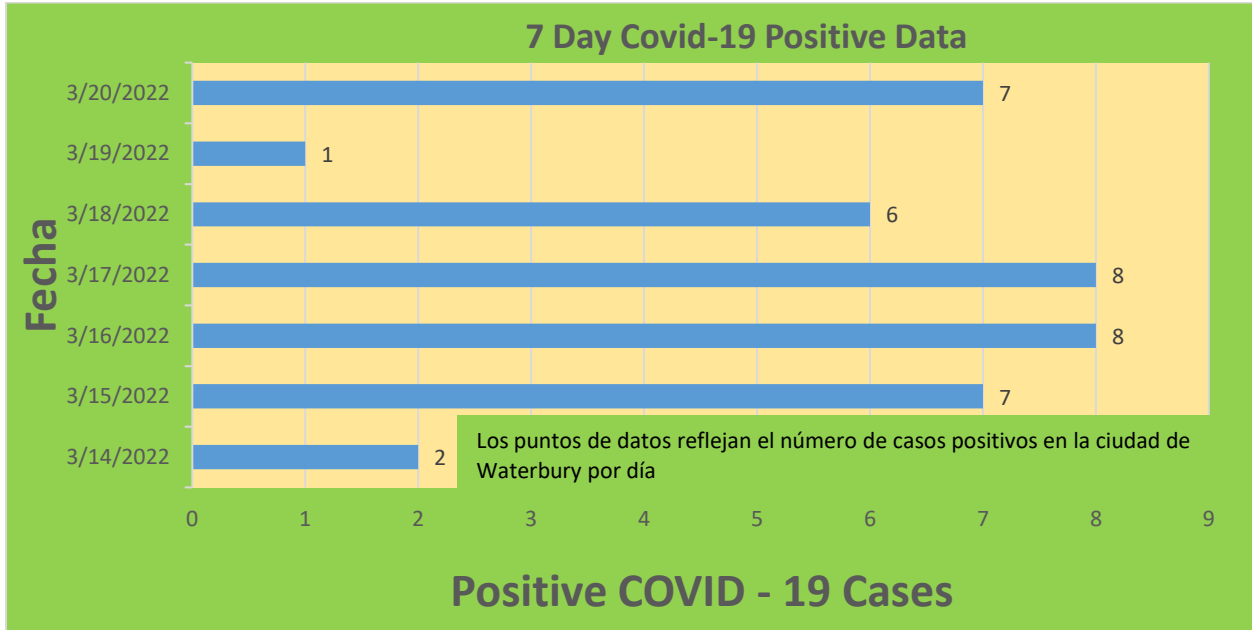 7 Day Covid-19 Positive Data
Fecha
3/20/2022
7
3/19/2022
1
3/18/2022
6
3/17/2022
8
3/16/2022
8
3/15/2022
7
3/14/2022
2
Los puntos de datos reflejan el número de casos positivos en la ciudad de
Waterbury por día
0 1 2 3 4 5 6 7 8 9
Positive COVID - 19 Cases